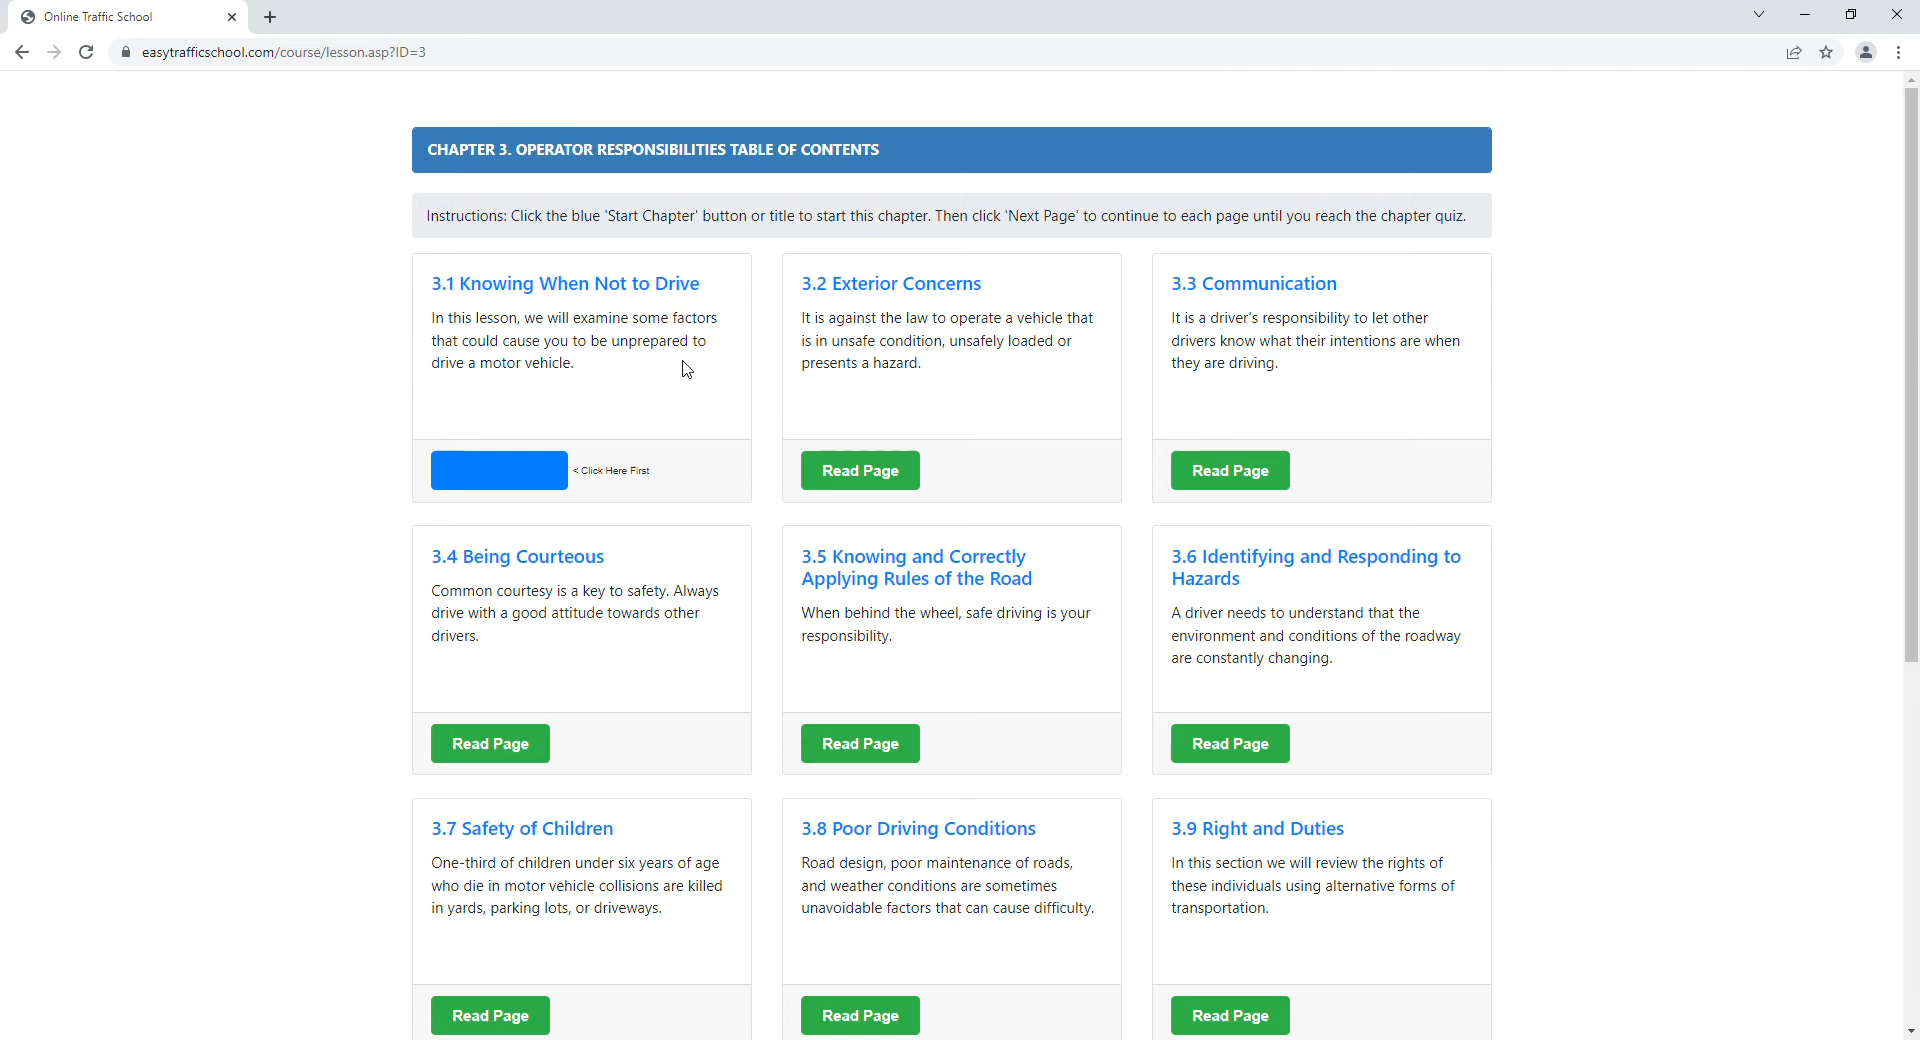 Online Traffic School
easytrafficschool.com/course/lesson.asp?ID=3
CHAPTER 3. OPERATOR RESPONSIBILITIES TABLE OF CONTENTS
Instructions: Click the blue 'Start Chapter' button or title to start this chapter. Then click 'Next Page' to continue to each page until you reach the chapter quiz.
3.1 Knowing When Not to Drive
In this lesson, we will examine some factors
that could cause you to be unprepared to
drive a motor vehicle.
< Click Here First
3.2 Exterior Concerns
It is against the law to operate a vehicle that
is in unsafe condition, unsafely loaded or
presents a hazard.
Read Page
3.3 Communication
It is a driver's responsibility to let other
drivers know what their intentions are when
they are driving.
Read Page
3.4 Being Courteous
Common courtesy is a key to safety. Always
drive with a good attitude towards other
drivers.
Read Page
3.5 Knowing and Correctly
Applying Rules of the Road
When behind the wheel, safe driving is your
responsibility.
Read Page
3.6 Identifying and Responding to
Hazards
A driver needs to understand that the
environment and conditions of the roadway
are constantly changing.
Read Page
3.7 Safety of Children
One-third of children under six years of age
who die in motor vehicle collisions are killed
in yards, parking lots, or driveways.
Read Page
3.8 Poor Driving Conditions
Road design, poor maintenance of roads,
and weather conditions are sometimes
unavoidable factors that can cause difficulty.
Read Page
3.9 Right and Duties
In this section we will review the rights of
these individuals using alternative forms of
transportation.
Read Page